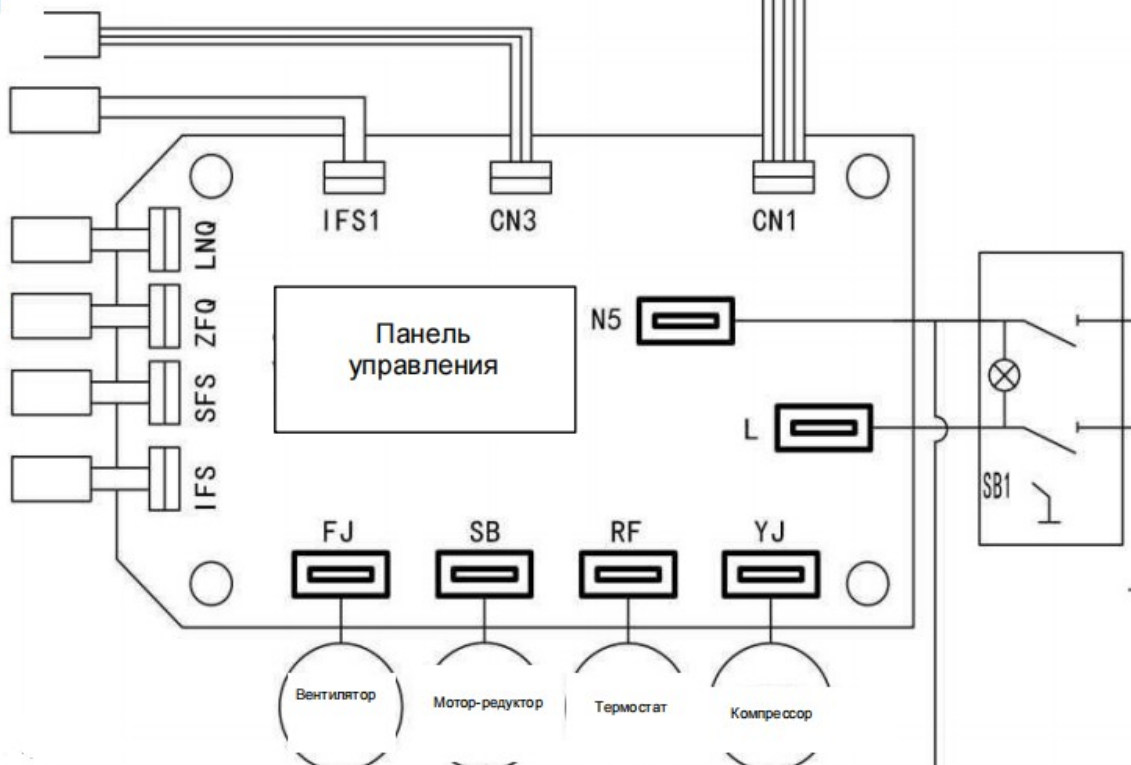 IFS1
CN3
CN1
LNQ
ZFQ
SFS
IFS
Панель
управления
N5
L
SB1
FJ
SB
RF
YJ
Вентилятор
Мотор-редуктор
Термостат
Компрессор